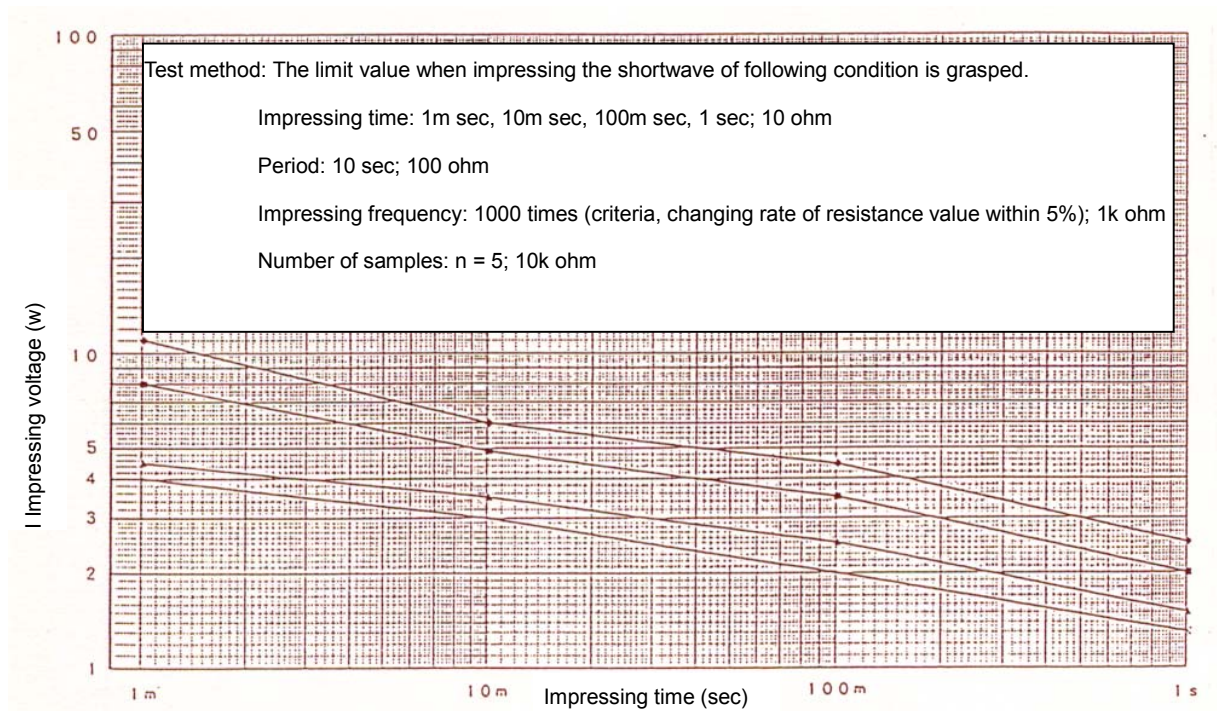 100
Test method: The limit value when impressing the shortwave of following condition is grasped.
Impressing time: 1m sec, 10m sec, 100m sec, 1 sec; 10 ohm
50
Period: 10 sec; 100 ohm
Impressing frequency: 1000 times (criteria, changing rate of resistance value within 5%); 1k ohm
Number of samples: n = 5; 10k ohm
I Impressing voltage (w)
10
5
4
3
2
1
1m
10m
Impressing time (sec)
100m
1s